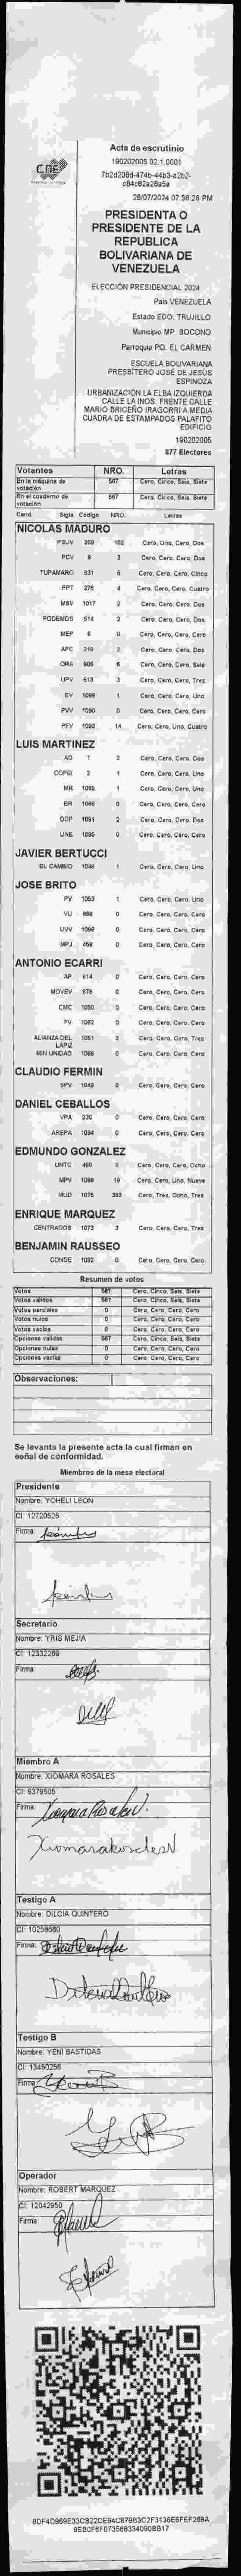 CNE
Acta de escrutinio
190202005.02.1.0001
7b2d208d-474b-44b3-a2b2-
c84c82a28a5a
28/07/2024 07:36:26 PM
PRESIDENTA O
PRESIDENTE DE LA
REPUBLICA
BOLIVARIANA DE
VENEZUELA
ELECCIÓN PRESIDENCIAL 2024
País VENEZUELA
Estado EDO. TRUJILLO
Municipio MP. BOCONO
Parroquia PQ. EL CARMEN
ESCUELA BOLIVARIANA
PRESBÍTERO JOSÉ DE JESÚS
ESPINOZA
URBANIZACIÓN LA ELBA IZQUIERDA
CALLE LA INOS. FRENTE CALLE
MARIO BRICEÑO IRAGORRI A MEDIA
CUADRA DE ESTAMPADOS PALAFITO
EDIFICIO
190202005
877 Electores
Votantes NRO. Letras
En la máquina de votación 567 Cero, Cinco, Seis, Siete
En el cuaderno de votación 567 Cero, Cinco, Seis, Siete
Cand. Sigla Código NRO. Letras
NICOLAS MADURO
PSUV 269 102 Cero, Uno, Cero, Dos
PCV 9 2 Cero, Cero, Cero, Dos
TUPAMARO 931 5 Cero, Cero, Cero, Cinco
PPT 276 4 Cero, Cero, Cero, Cuatro
MSV 1017 2 Cero, Cero, Cero, Dos
PODEMOS 514 2 Cero, Cero, Cero, Dos
MEP 6 0 Cero, Cero, Cero, Cero
APC 219 2 Cero, Cero, Cero, Dos
ORA 906 6 Cero, Cero, Cero, Seis
UPV 513 3 Cero, Cero, Cero, Tres
EV 1089 1 Cero, Cero, Cero, Uno
PVV 1090 0 Cero, Cero, Cero, Cero
PFV 1093 14 Cero, Cero, Uno, Cuatro
LUIS MARTINEZ
AD 1 2 Cero, Cero, Cero, Dos
COPEI 2 1 Cero, Cero, Cero, Uno
MR 1065 1 Cero, Cero, Cero, Uno
BR 1066 0 Cero, Cero, Cero, Cero
DDP 1091 2 Cero, Cero, Cero, Dos
UNE 1095 0 Cero, Cero, Cero, Cero
JAVIER BERTUCCI
EL CAMBIO 1048 1 Cero, Cero, Cero, Uno
JOSE BRITO
PV 1053 1 Cero, Cero, Cero, Uno
VU 868 0 Cero, Cero, Cero, Cero
UVV 1096 0 Cero, Cero, Cero, Cero
MPJ 458 0 Cero, Cero, Cero, Cero
ANTONIO ECARRI
AP 814 0 Cero, Cero, Cero, Cero
MOVEV 978 0 Cero, Cero, Cero, Cero
CMC 1050 0 Cero, Cero, Cero, Cero
FV 1062 0 Cero, Cero, Cero, Cero
ALIANZA DEL LAPIZ 1051 3 Cero, Cero, Cero, Tres
MIN UNIDAD 1068 0 Cero, Cero, Cero, Cero
CLAUDIO FERMIN
SPV 1049 0 Cero, Cero, Cero, Cero
DANIEL CEBALLOS
VPA 235 0 Cero, Cero, Cero, Cero
AREPA 1094 0 Cero, Cero, Cero, Cero
EDMUNDO GONZALEZ
UNTC 460 8 Cero, Cero, Cero, Ocho
MPV 1089 19 Cero, Cero, Uno, Nueve
MUD 1075 383 Cero, Tres, Ocho, Tres
ENRIQUE MARQUEZ
CENTRADOS 1073 3 Cero, Cero, Cero, Tres
BENJAMIN RAUSSEO
CONDE 1082 0 Cero, Cero, Cero, Cero
Resumen de votos
Votos 567 Cero, Cinco, Seis, Siete
Votos validos 567 Cero, Cinco, Seis, Siete
Votos parciales 0 Cero, Cero, Cero, Cero
Votos nulos 0 Cero, Cero, Cero, Cero
Votos vacios 0 Cero, Cero, Cero, Cero
Opciones validas 567 Cero, Cinco, Seis, Siete
Opciones nulas 0 Cero, Cero, Cero, Cero
Opciones vacias 0 Cero, Cero, Cero, Cero
Observaciones:
Se levanta la presente acta la cual firman en
señal de conformidad.
Miembros de la mesa electoral
Presidente
Nombre: YOHELI LEON
CI: 12720525
Firma:
Secretario
Nombre: YRIS MEJIA
CI: 12332269
Firma:
Miembro A
Nombre: XIOMARA ROSALES
CI: 9379505
Firma: Xiomara Rosales
Xiomara Rosales
Testigo A
Nombre: DILCIA QUINTERO
CI: 10258680
Firma:
Testigo B
Nombre: YENI BASTIDAS
CI: 13450256
Firma:
Operador
Nombre: ROBERT MARQUEZ
CI: 12042950
Firma:
8DF4D969E33CB22CE94C87983C2F3136E6FEF269A
9EB0F6F0735683340908B17